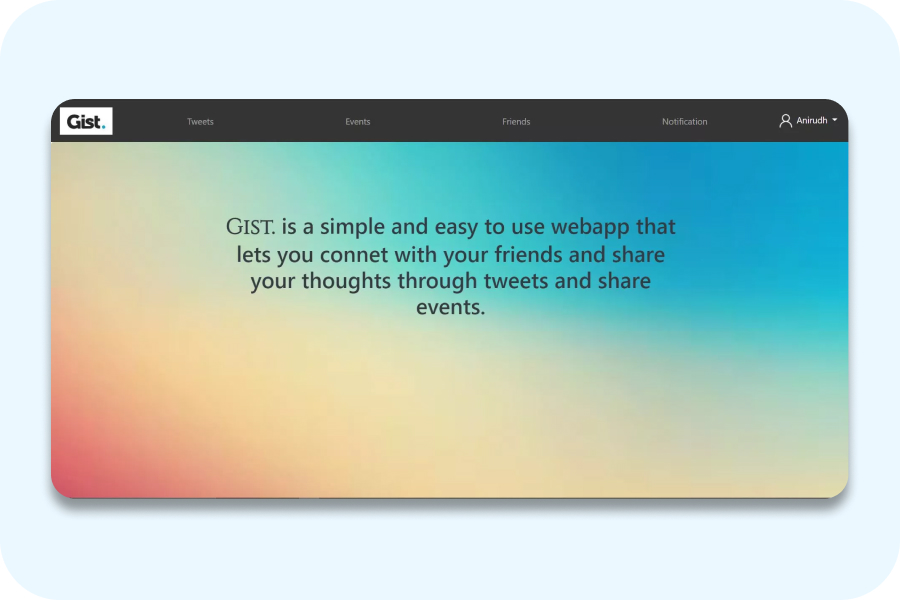 Gist.
Tweets
Events
Friends
Notification
Anirudh
GIST. is a simple and easy to use webapp that
lets you connet with your friends and share
your thoughts through tweets and share
events.